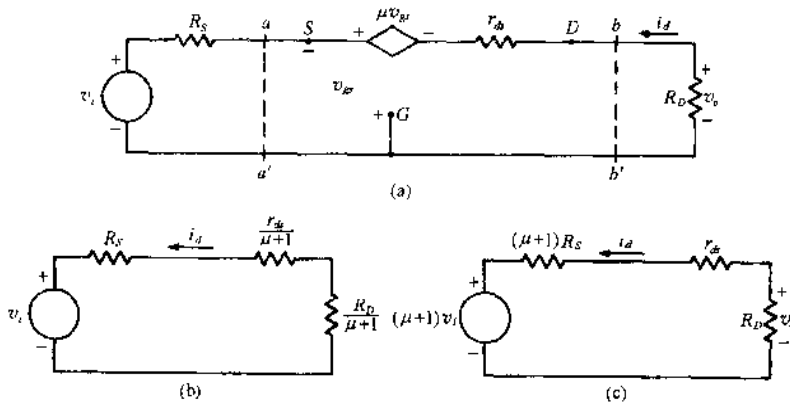 R_S
a
S
−
+
μv_gs
−
r_ds
D
b
i_d
+
v_i
−
v_gs
+
G
+
R_D
v_o
−
a'
b'
(a)
R_S
i_d
r_ds/(μ+1)
+
v_i
−
R_D/(μ+1)
(b)
(μ+1)R_S
i_d
r_ds
+
(μ+1)v_i
−
+
R_D
−
(c)